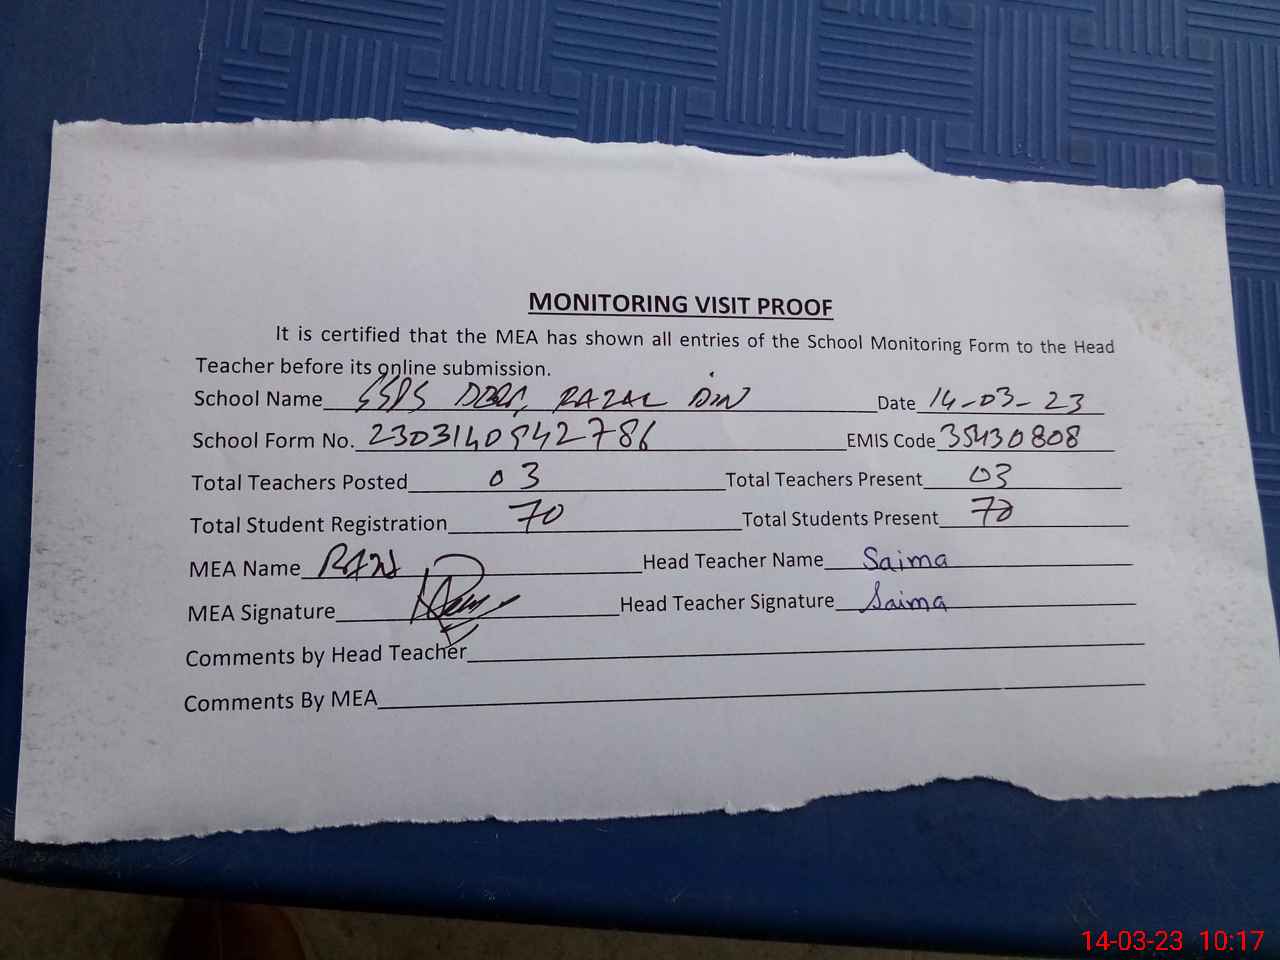 MONITORING VISIT PROOF
It is certified that the MEA has shown all entries of the School Monitoring Form to the Head
Teacher before its online submission.
School Name DERA DIN Date 14-03-23
School Form No. 2303140942786 EMIS Code 35430808
Total Teachers Posted 03 Total Teachers Present 03
Total Student Registration 70 Total Students Present 70
MEA Name Head Teacher Name Saima
MEA Signature Head Teacher Signature Saima
Comments by Head Teacher
Comments By MEA
14-03-23 10:17